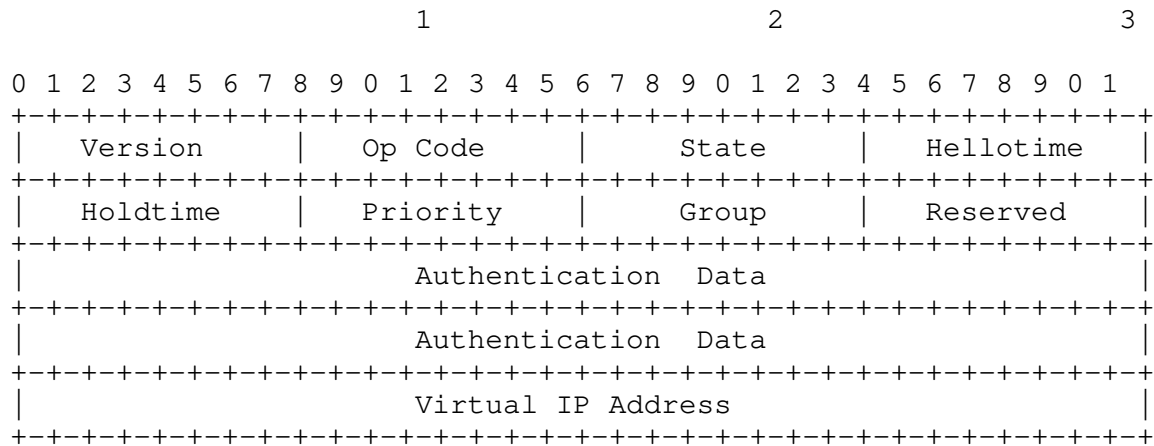 1                   2                   3
0 1 2 3 4 5 6 7 8 9 0 1 2 3 4 5 6 7 8 9 0 1 2 3 4 5 6 7 8 9 0 1
+-+-+-+-+-+-+-+-+-+-+-+-+-+-+-+-+-+-+-+-+-+-+-+-+-+-+-+-+-+-+-+-+
|   Version     |   Op Code     |     State     |   Hellotime   |
+-+-+-+-+-+-+-+-+-+-+-+-+-+-+-+-+-+-+-+-+-+-+-+-+-+-+-+-+-+-+-+-+
|   Holdtime    |   Priority    |     Group     |   Reserved    |
+-+-+-+-+-+-+-+-+-+-+-+-+-+-+-+-+-+-+-+-+-+-+-+-+-+-+-+-+-+-+-+-+
|                      Authentication  Data                     |
+-+-+-+-+-+-+-+-+-+-+-+-+-+-+-+-+-+-+-+-+-+-+-+-+-+-+-+-+-+-+-+-+
|                      Authentication  Data                     |
+-+-+-+-+-+-+-+-+-+-+-+-+-+-+-+-+-+-+-+-+-+-+-+-+-+-+-+-+-+-+-+-+
|                      Virtual IP Address                       |
+-+-+-+-+-+-+-+-+-+-+-+-+-+-+-+-+-+-+-+-+-+-+-+-+-+-+-+-+-+-+-+-+